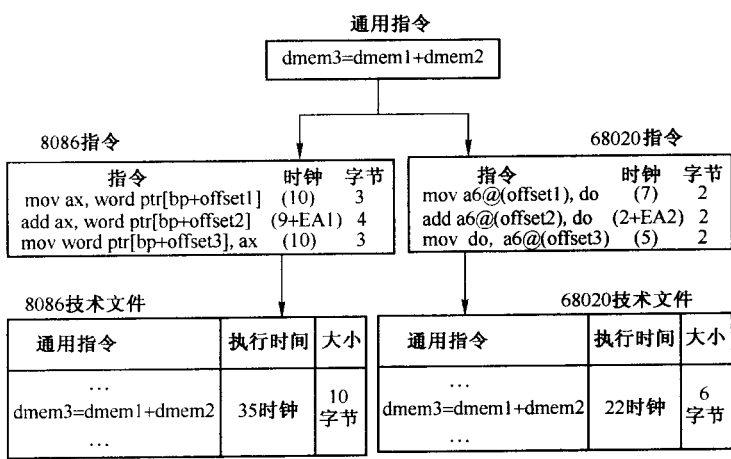 通用指令
dmem3=dmem1+dmem2
8086指令
指令 时钟 字节
mov ax, word ptr[bp+offset1] (10) 3
add ax, word ptr[bp+offset2] (9+EA1) 4
mov word ptr[bp+offset3], ax (10) 3
68020指令
指令 时钟 字节
mov a6@(offset1), do (7) 2
add a6@(offset2), do (2+EA2) 2
mov do, a6@(offset3) (5) 2
8086技术文件
通用指令 执行时间 大小
…
dmem3=dmem1+dmem2 35时钟 10字节
…
68020技术文件
通用指令 执行时间 大小
…
dmem3=dmem1+dmem2 22时钟 6字节
…